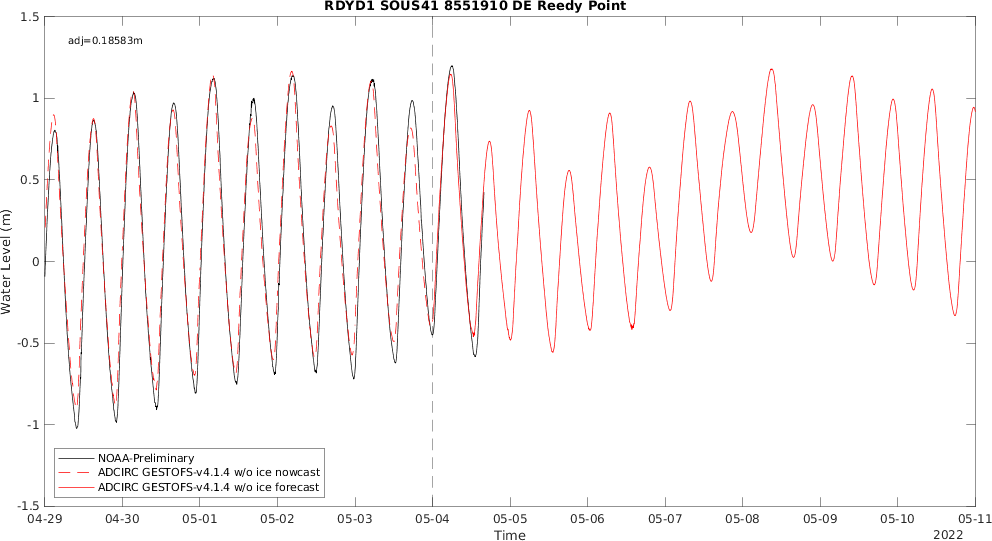 RDYD1 SOUS41 8551910 DE Reedy Point
adj=0.18583m
1.5
1
0.5
0
-0.5
-1
-1.5
Water Level (m)
NOAA-Preliminary
ADCIRC GESTOFS-v4.1.4 w/o ice nowcast
ADCIRC GESTOFS-v4.1.4 w/o ice forecast
04-29 04-30 05-01 05-02 05-03 05-04 05-05 05-06 05-07 05-08 05-09 05-10 05-11
Time
2022